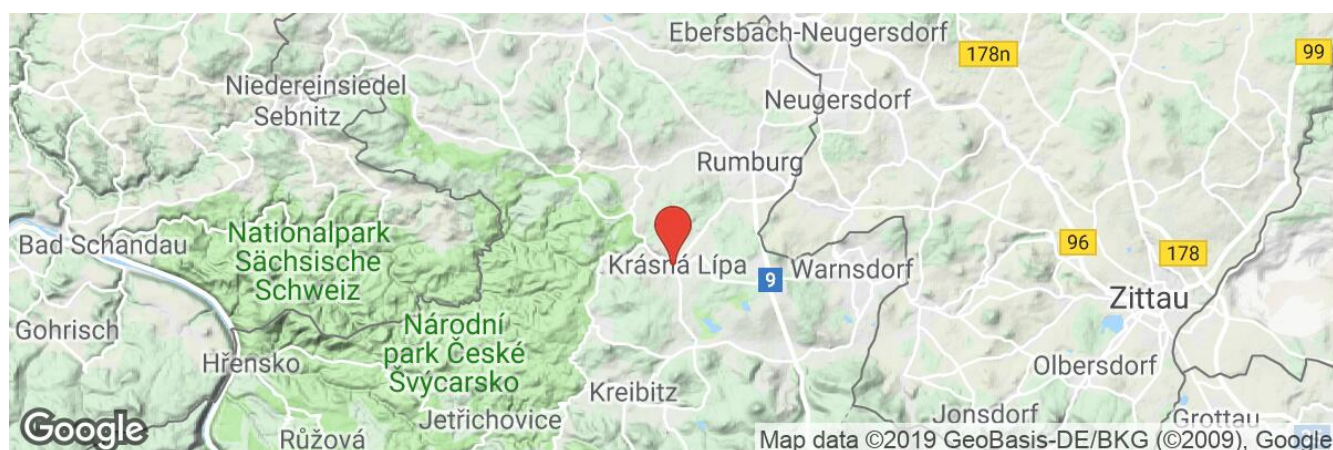 Ebersbach-Neugersdorf
178n
99
Niedereinsiedel
Sebnitz
Neugersdorf
Rumburg
Bad Schandau
Nationalpark
Sächsische
Schweiz
Krásná Lípa
9
Warnsdorf
96
178
Zittau
Gohrisch
Hřensko
Národní
park České
Švýcarsko
Olbersdorf
Kreibitz
Jetřichovice
Růžová
Jonsdorf
Grottau
Google
Map data ©2019 GeoBasis-DE/BKG (©2009), Google